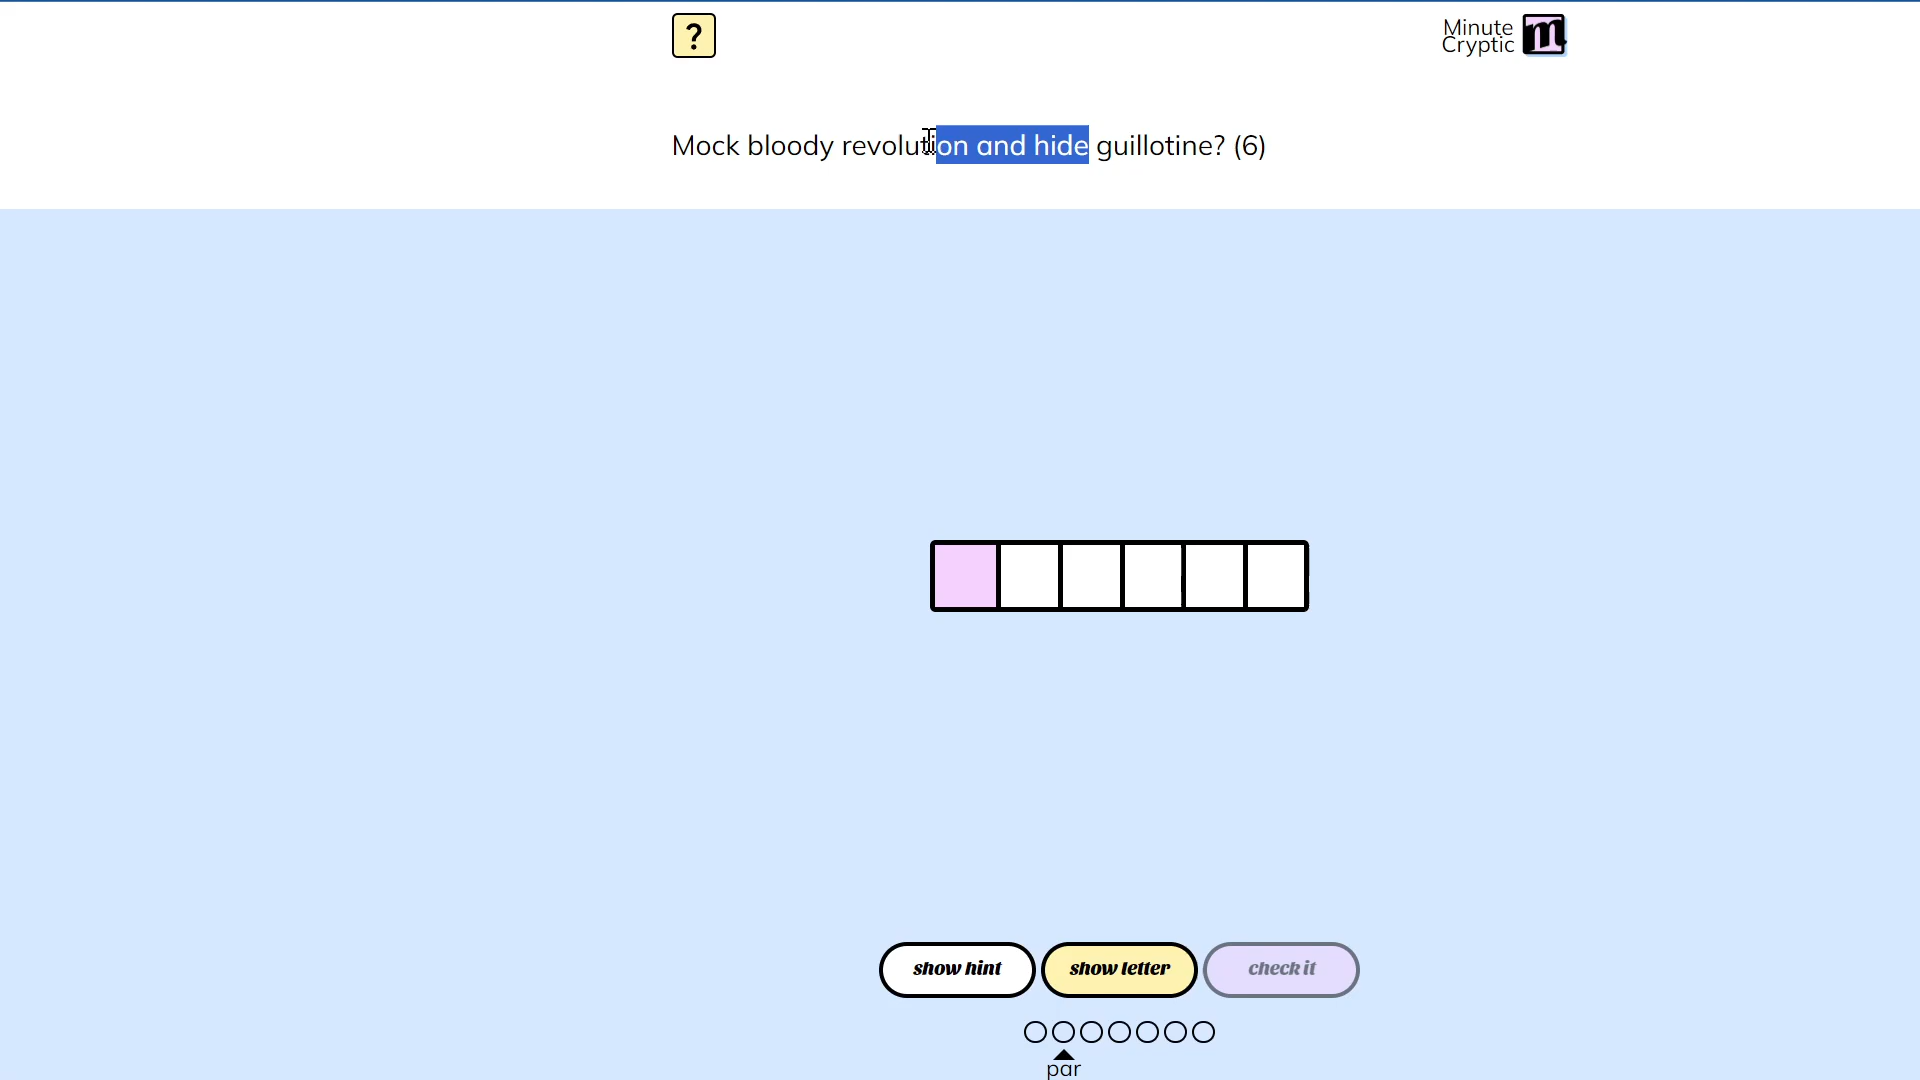 ?
Minute
Cryptic
m
Mock bloody revolution and hide guillotine? (6)
show hint
show letter
check it
par